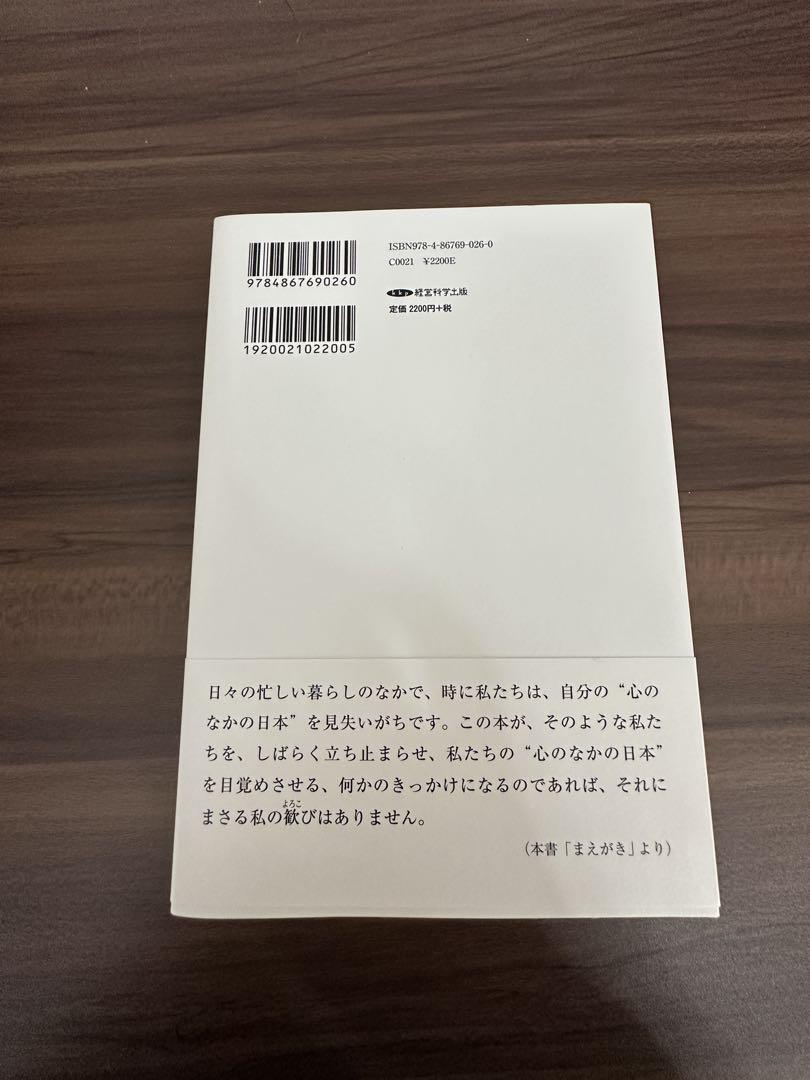 ISBN978-4-86769-026-0
C0021 ¥2200E
9784867690260
kkp 経営科学出版
定価 2200円+税
1920021022005
日々の忙しい暮らしのなかで、時に私たちは、自分の“心の
なかの日本”を見失いがちです。この本が、そのような私た
ちを、しばらく立ち止まらせ、私たちの“心のなかの日本”
を目覚めさせる、何かのきっかけになるのであれば、それに
よろこ
まさる私の歓びはありません。
(本書「まえがき」より)